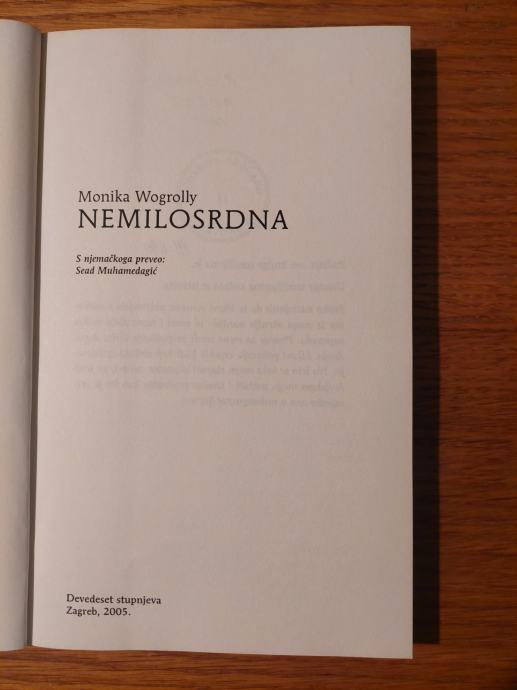 Monika Wogrolly
NEMILOSRDNA
S njemačkoga preveo:
Sead Muhamedagić
Devedeset stupnjeva
Zagreb, 2005.